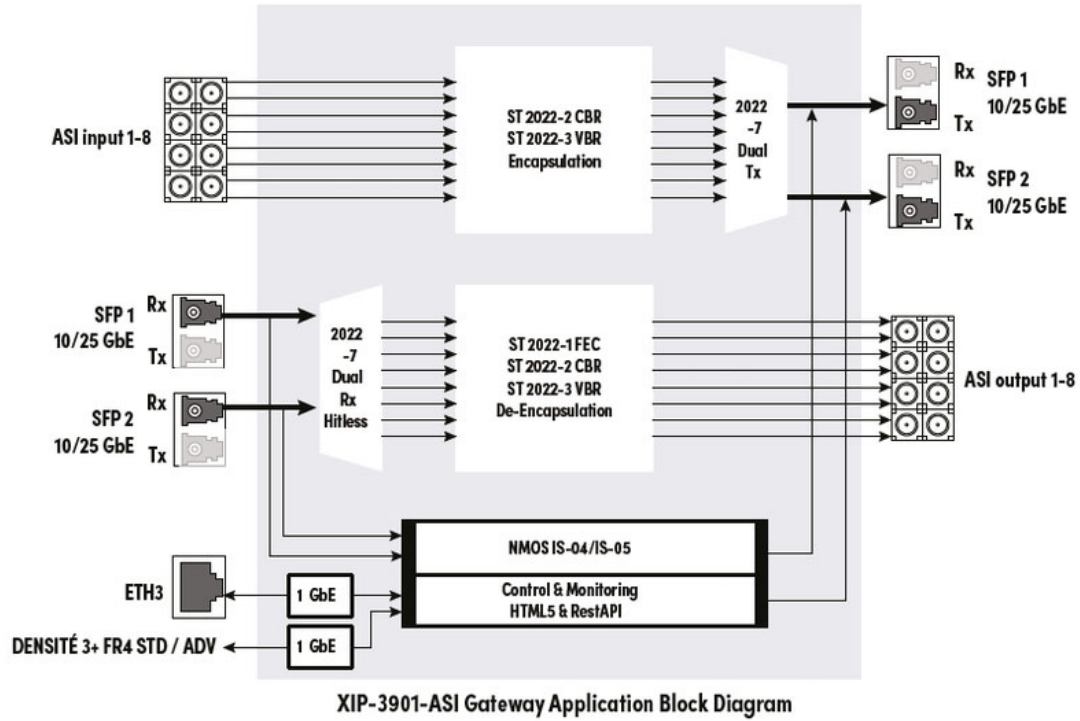 ASI input 1-8
ST 2022-2 CBR
ST 2022-3 VBR
Encapsulation
2022
-7
Dual
Tx
Rx
SFP 1
10/25 GbE
Tx
Rx
SFP 2
10/25 GbE
Tx
SFP 1
Rx
10/25 GbE
Tx
SFP 2
Rx
10/25 GbE
Tx
2022
-7
Dual
Rx
Hitless
ST 2022-1 FEC
ST 2022-2 CBR
ST 2022-3 VBR
De-Encapsulation
ASI output 1-8
NMOS IS-04/IS-05
Control & Monitoring
HTML5 & RestAPI
ETH3
1 GbE
DENSITÉ 3+ FR4 STD / ADV
1 GbE
XIP-3901-ASI Gateway Application Block Diagram